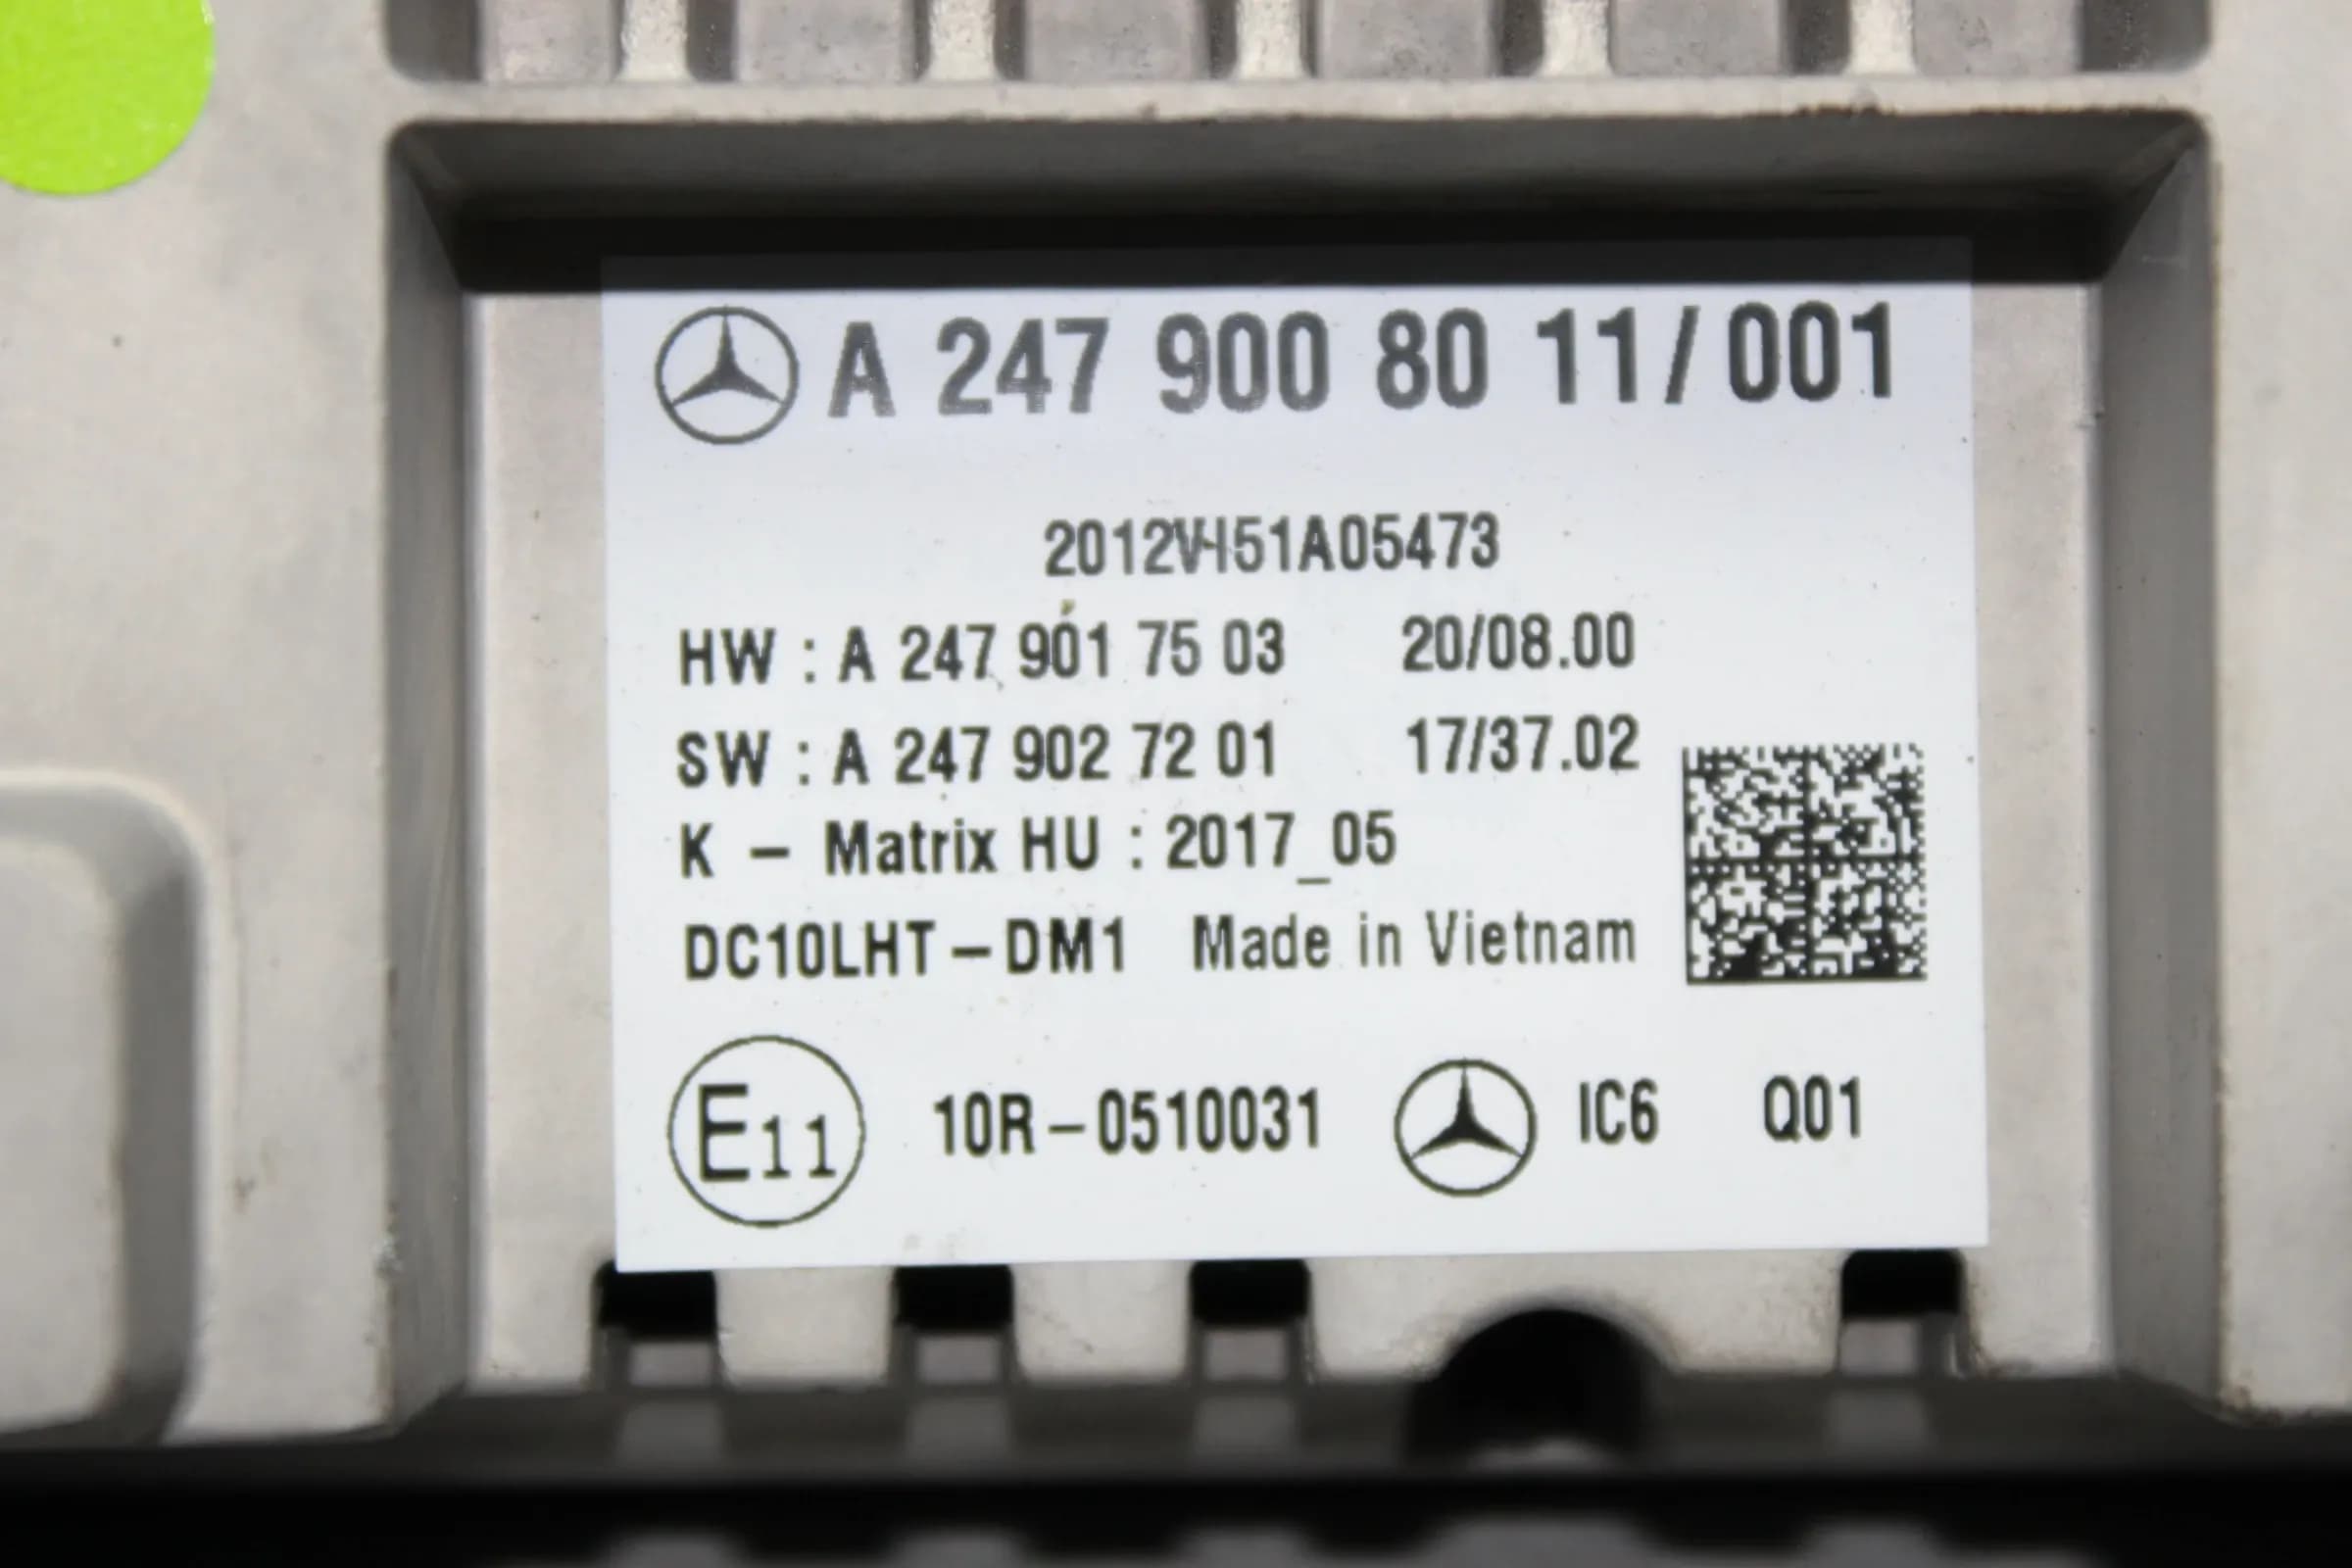 A 247 900 80 11/001
2012VH51A05473
HW : A 247 901 75 03 20/08.00
SW : A 247 902 72 01 17/37.02
K - Matrix HU : 2017_05
DC10LHT-DM1 Made in Vietnam
E11 10R-0510031 IC6 Q01